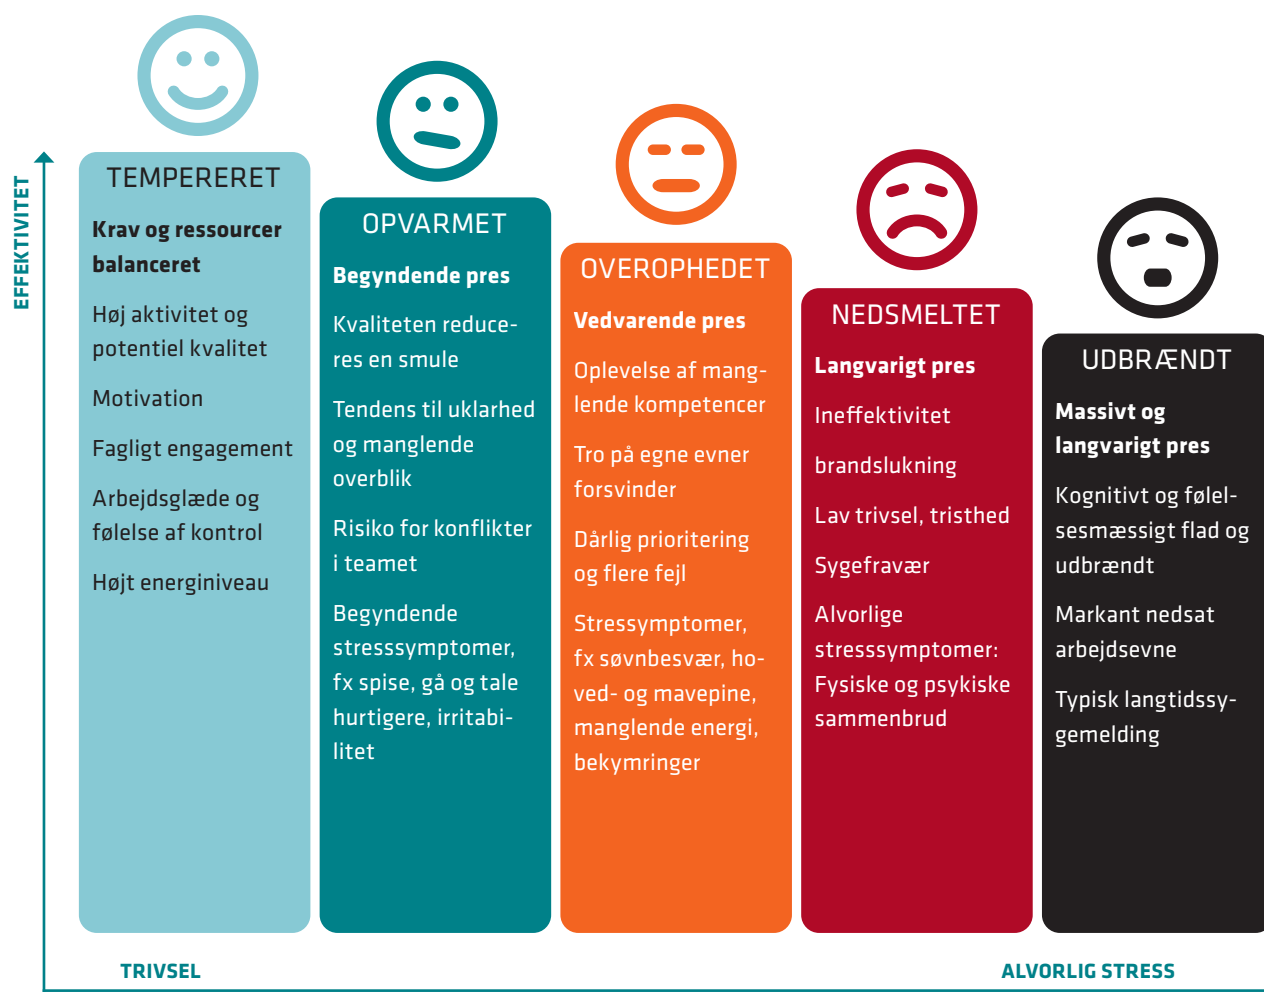 EFFEKTIVITET
TEMPERERET
Krav og ressourcer
balanceret
Høj aktivitet og
potentiel kvalitet
Motivation
Fagligt engagement
Arbejdsglæde og
følelse af kontrol
Højt energiniveau
OPVARMET
Begyndende pres
Kvaliteten reduce-
res en smule
Tendens til uklarhed
og manglende
overblik
Risiko for konflikter
i teamet
Begyndende
stresssymptomer,
fx spise, gå og tale
hurtigere, irritabi-
litet
OVEROPHEDET
Vedvarende pres
Oplevelse af mang-
lende kompetencer
Tro på egne evner
forsvinder
Dårlig prioritering
og flere fejl
Stressymptomer,
fx søvnbesvær, ho-
ved- og mavepine,
manglende energi,
bekymringer
NEDSMELTET
Langvarigt pres
Ineffektivitet
brandslukning
Lav trivsel, tristhed
Sygefravær
Alvorlige
stresssymptomer:
Fysiske og psykiske
sammenbrud
UDBRÆNDT
Massivt og
langvarigt pres
Kognitivt og følel-
sesmæssigt flad og
udbrændt
Markant nedsat
arbejdsevne
Typisk langtidssy-
gemelding
TRIVSEL
ALVORLIG STRESS